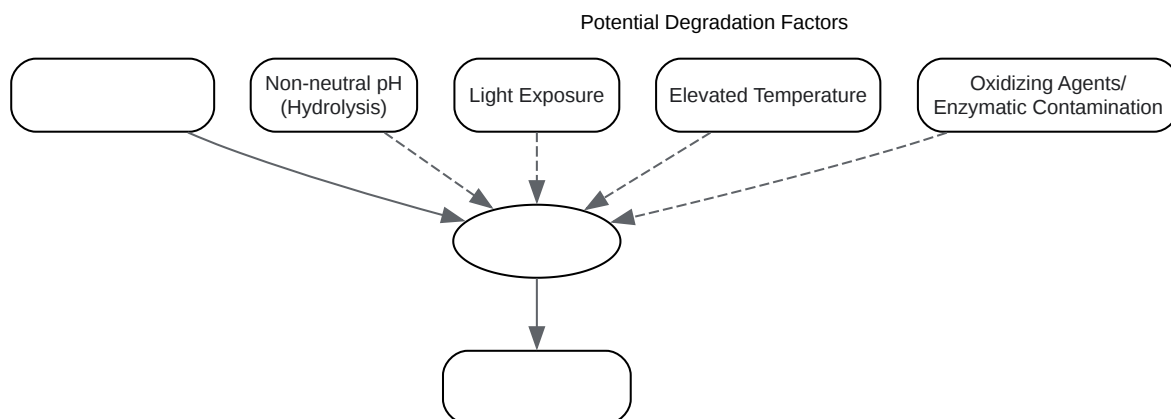 Potential Degradation Factors
Non-neutral pH
(Hydrolysis)
Light Exposure
Elevated Temperature
Oxidizing Agents/
Enzymatic Contamination